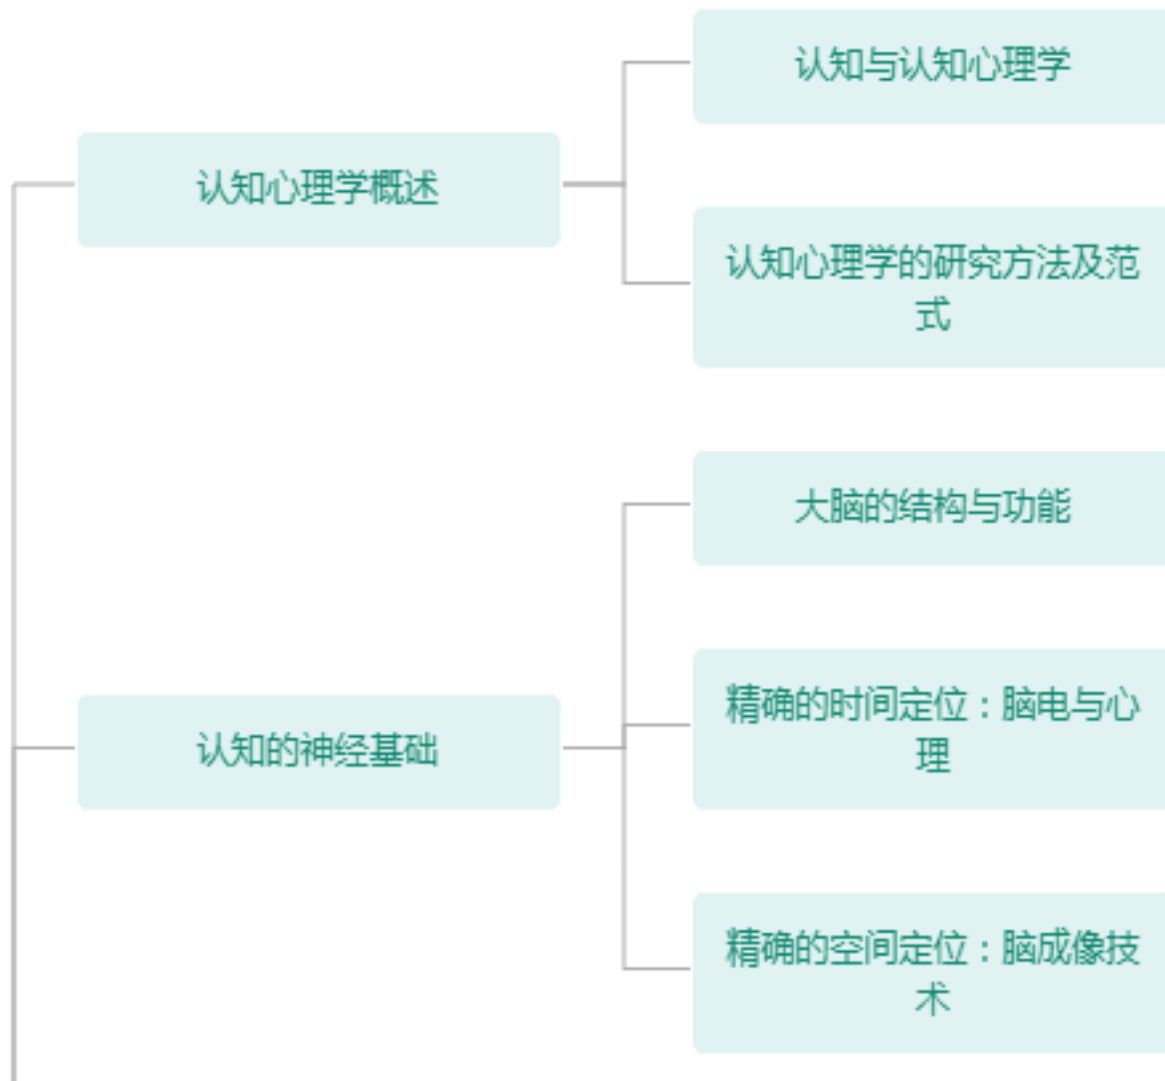 认知与认知心理学
认知心理学概述
认知心理学的研究方法及范
式
大脑的结构与功能
精确的时间定位：脑电与心
理
认知的神经基础
精确的空间定位：脑成像技
术